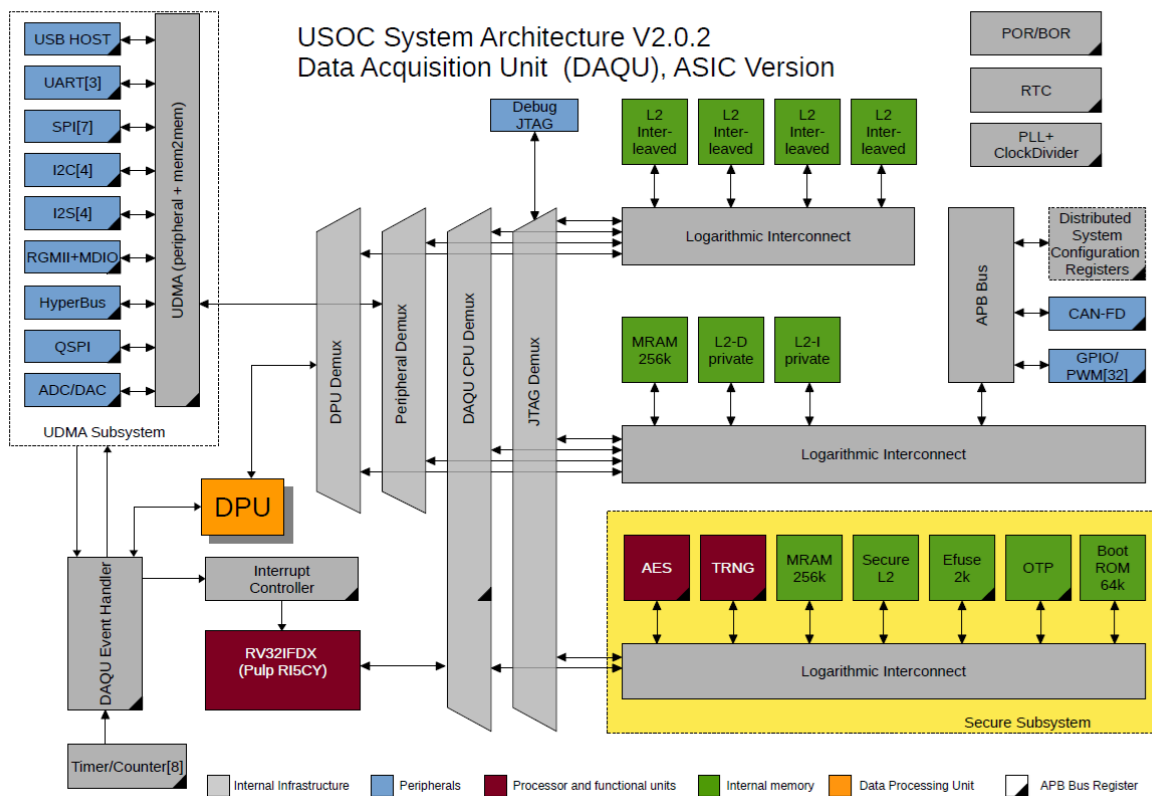 USOC System Architecture V2.0.2
Data Acquisition Unit (DAQU), ASIC Version
USB HOST
UART[3]
SPI[7]
I2C[4]
I2S[4]
RGMII+MDIO
HyperBus
QSPI
ADC/DAC
UDMA (peripheral + mem2mem)
UDMA Subsystem
Debug
JTAG
L2
Inter-
leaved
L2
Inter-
leaved
L2
Inter-
leaved
L2
Inter-
leaved
POR/BOR
RTC
PLL+
ClockDivider
Logarithmic Interconnect
DPU Demux
Peripheral Demux
DAQU CPU Demux
JTAG Demux
APB Bus
Distributed
System
Configuration
Registers
CAN-FD
GPIO/
PWM[32]
MRAM
256k
L2-D
private
L2-I
private
Logarithmic Interconnect
DPU
DAQU Event Handler
Interrupt
Controller
RV32IFDX
(Pulp RI5CY)
Timer/Counter[8]
AES
TRNG
MRAM
256k
Secure
L2
Efuse
2k
OTP
Boot
ROM
64k
Logarithmic Interconnect
Secure Subsystem
Internal Infrastructure
Peripherals
Processor and functional units
Internal memory
Data Processing Unit
APB Bus Register